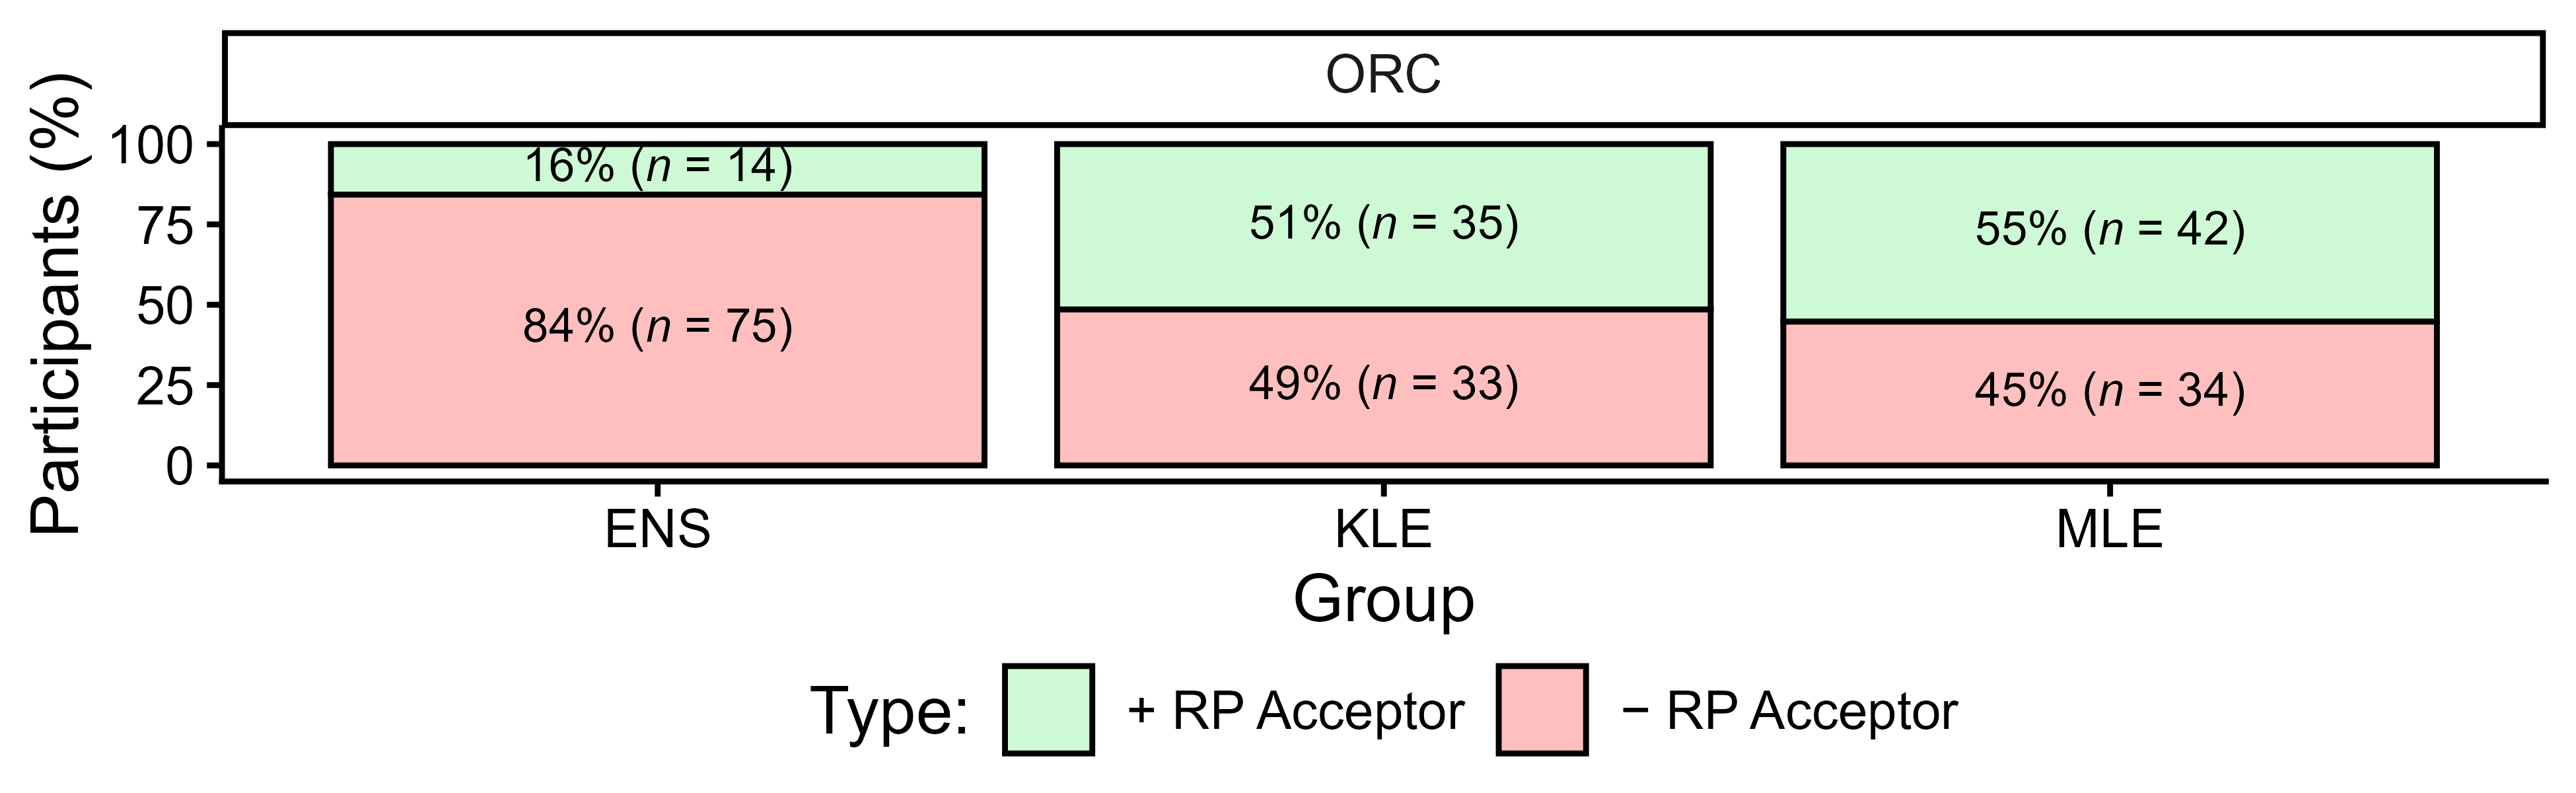 ORC
Participants (%)
100
75
50
25
0
16% (n = 14)
84% (n = 75)
51% (n = 35)
49% (n = 33)
55% (n = 42)
45% (n = 34)
ENS KLE MLE
Group
Type: + RP Acceptor − RP Acceptor